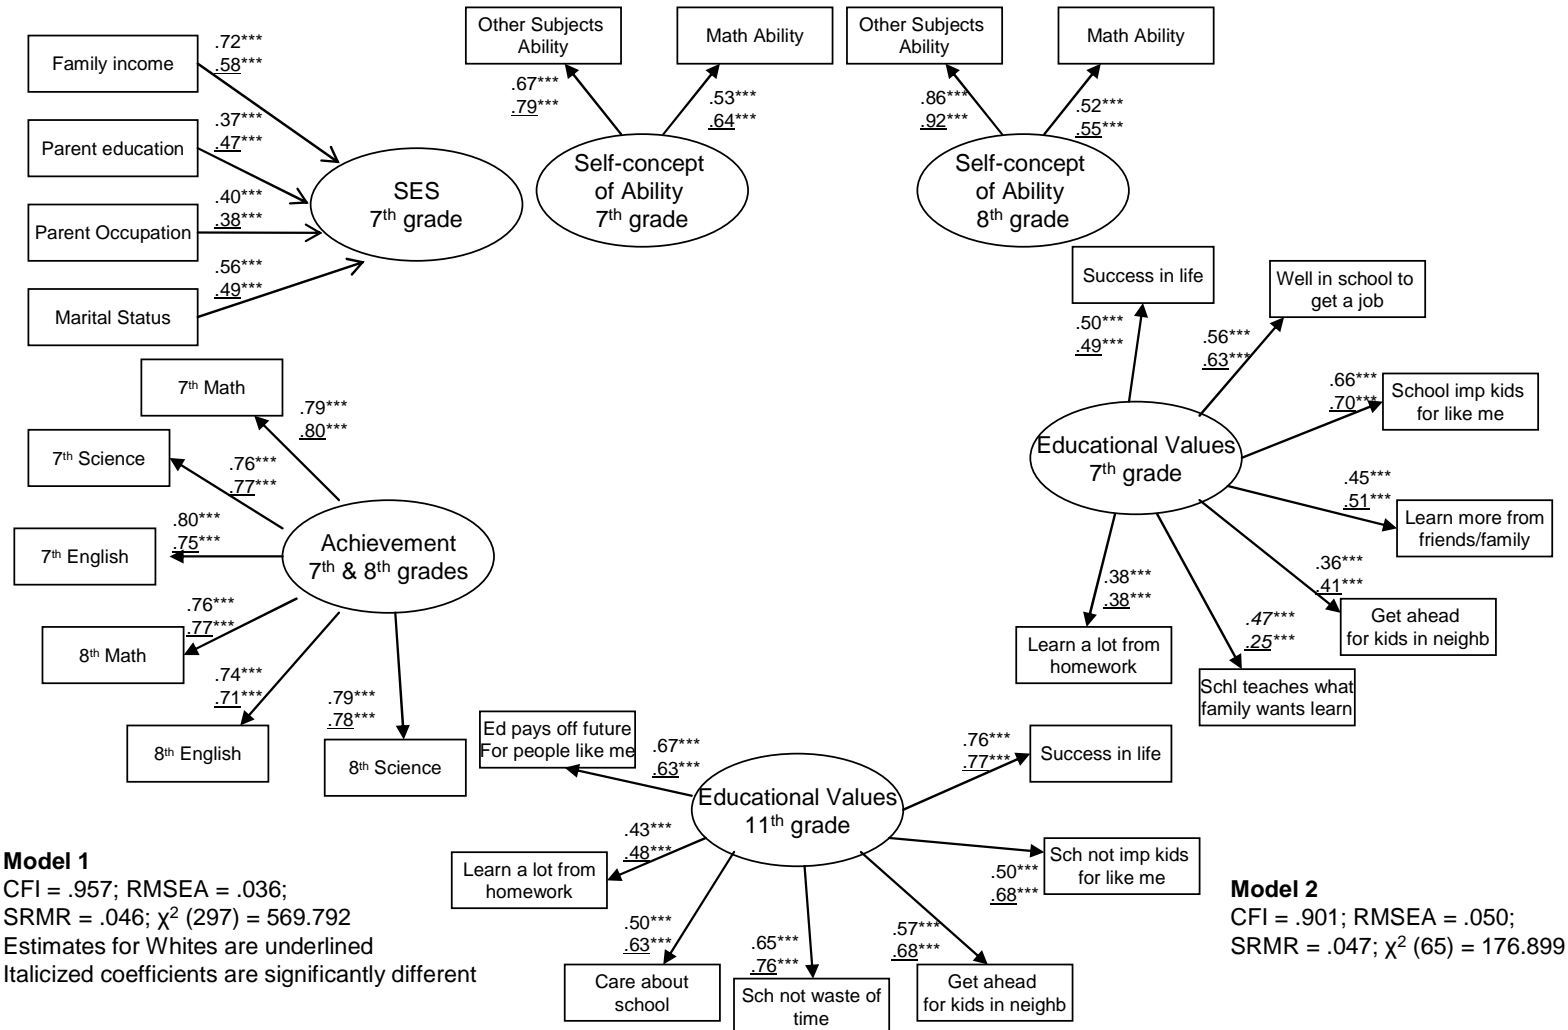 Family income
.72***
.58***
Parent education
.37***
.47***
Parent Occupation
.40***
.38***
Marital Status
.56***
.49***
SES
7th grade
Other Subjects
Ability
Math Ability
.67***
.79***
.53***
.64***
Self-concept
of Ability
7th grade
Other Subjects
Ability
Math Ability
.86***
.92***
.52***
.55***
Self-concept
of Ability
8th grade
7th Math
.79***
.80***
7th Science
.76***
.77***
7th English
.80***
.75***
Achievement
7th & 8th grades
8th Math
.76***
.77***
8th English
.74***
.71***
8th Science
.79***
.78***
Success in life
.50***
.49***
Well in school to
get a job
.56***
.63***
School imp kids
for like me
.66***
.70***
Educational Values
7th grade
Learn more from
friends/family
.45***
.51***
Get ahead
for kids in neighb
.36***
.41***
Schl teaches what
family wants learn
.47***
.25***
Learn a lot from
homework
.38***
.38***
Ed pays off future
For people like me
.67***
.63***
Success in life
.76***
.77***
Educational Values
11th grade
Learn a lot from
homework
.43***
.48***
Sch not imp kids
for like me
.50***
.68***
Care about
school
.50***
.63***
Sch not waste of
time
.65***
.76***
Get ahead
for kids in neighb
.57***
.68***
Model 1
CFI = .957; RMSEA = .036;
SRMR = .046; χ2 (297) = 569.792
Estimates for Whites are underlined
Italicized coefficients are significantly different
Model 2
CFI = .901; RMSEA = .050;
SRMR = .047; χ2 (65) = 176.899